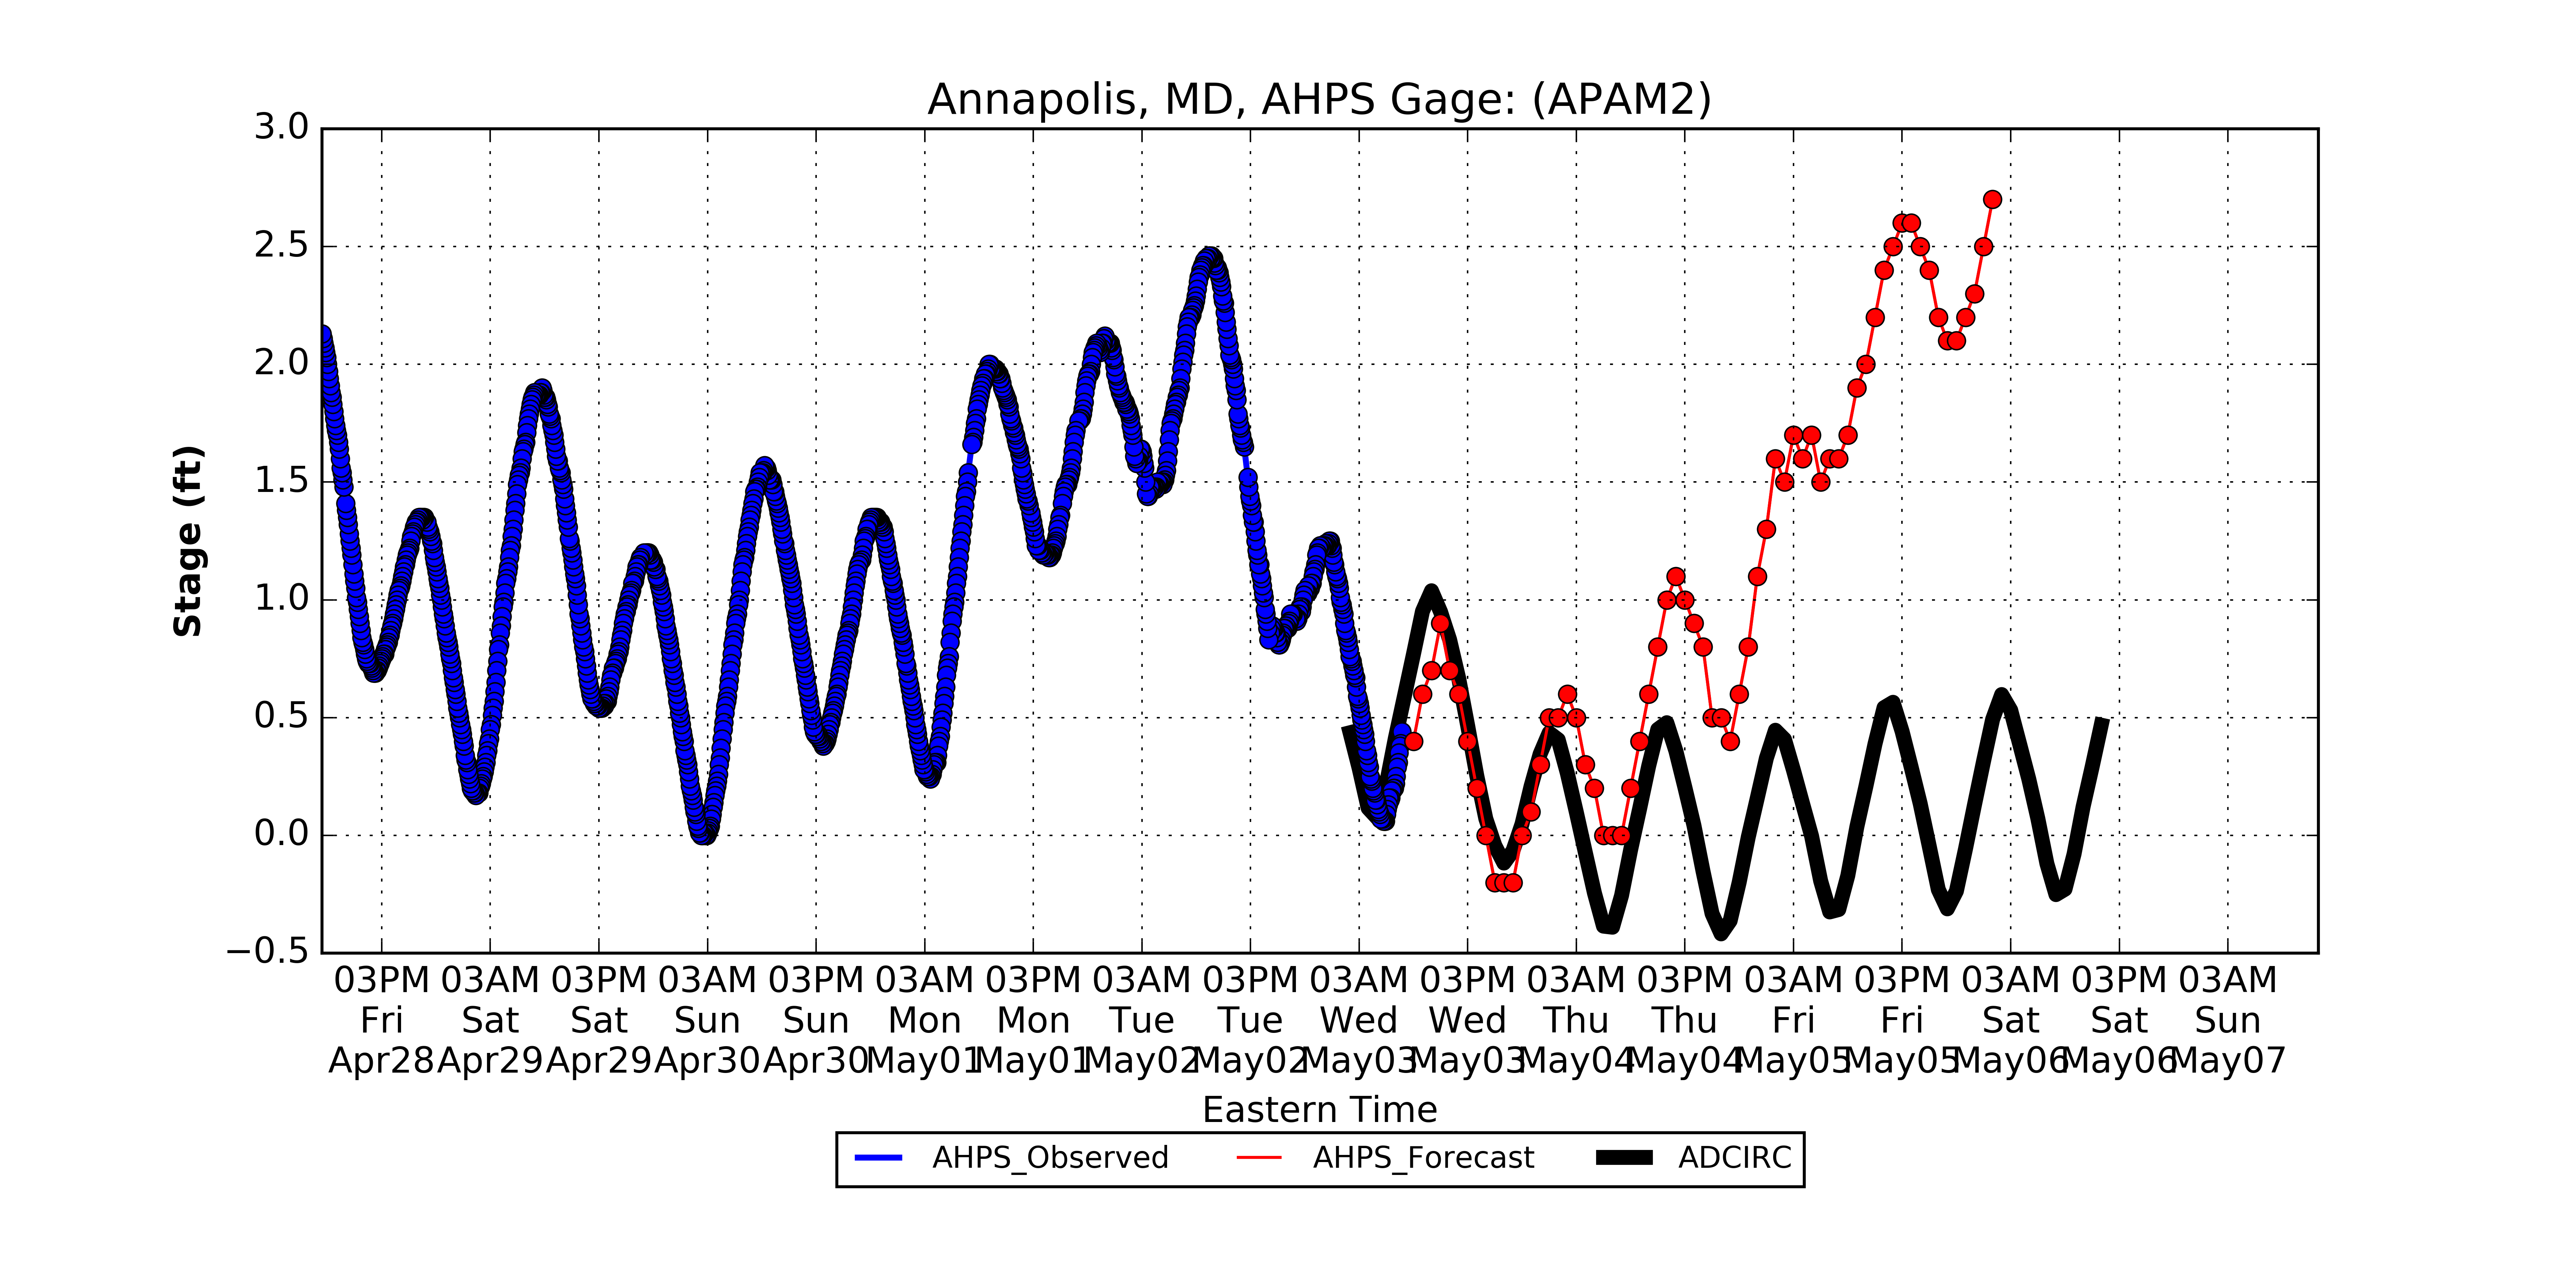 Annapolis, MD, AHPS Gage: (APAM2)
3.0
2.5
2.0
1.5
1.0
0.5
0.0
−0.5
Stage (ft)
03PM 03AM 03PM 03AM 03PM 03AM 03PM 03AM 03PM 03AM 03PM 03AM 03PM 03AM 03PM 03AM 03PM 03AM
Fri Sat Sat Sun Sun Mon Mon Tue Tue Wed Wed Thu Thu Fri Fri Sat Sat Sun
Apr28 Apr29 Apr29 Apr30 Apr30 May01 May01 May02 May02 May03 May03 May04 May04 May05 May05 May06 May06 May07
Eastern Time
AHPS_Observed AHPS_Forecast ADCIRC